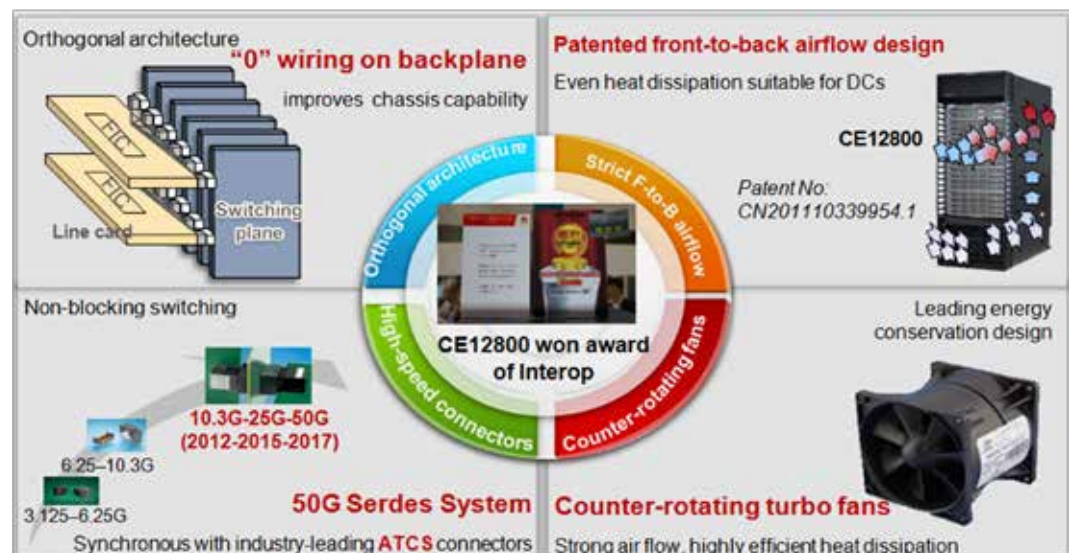 Orthogonal architecture
“0” wiring on backplane
improves chassis capability
FIC
FIC
Line card
Switching
plane
Patented front-to-back airflow design
Even heat dissipation suitable for DCs
CE12800
Patent No:
CN201110339954.1
Orthogonal architecture
Strict F-to-B airflow
High-speed connectors
Counter-rotating fans
CE12800 won award
of Interop
Non-blocking switching
10.3G-25G-50G
(2012-2015-2017)
6.25–10.3G
3.125–6.25G
50G Serdes System
Synchronous with industry-leading ATCS connectors
Leading energy
conservation design
Counter-rotating turbo fans
Strong air flow, highly efficient heat dissipation